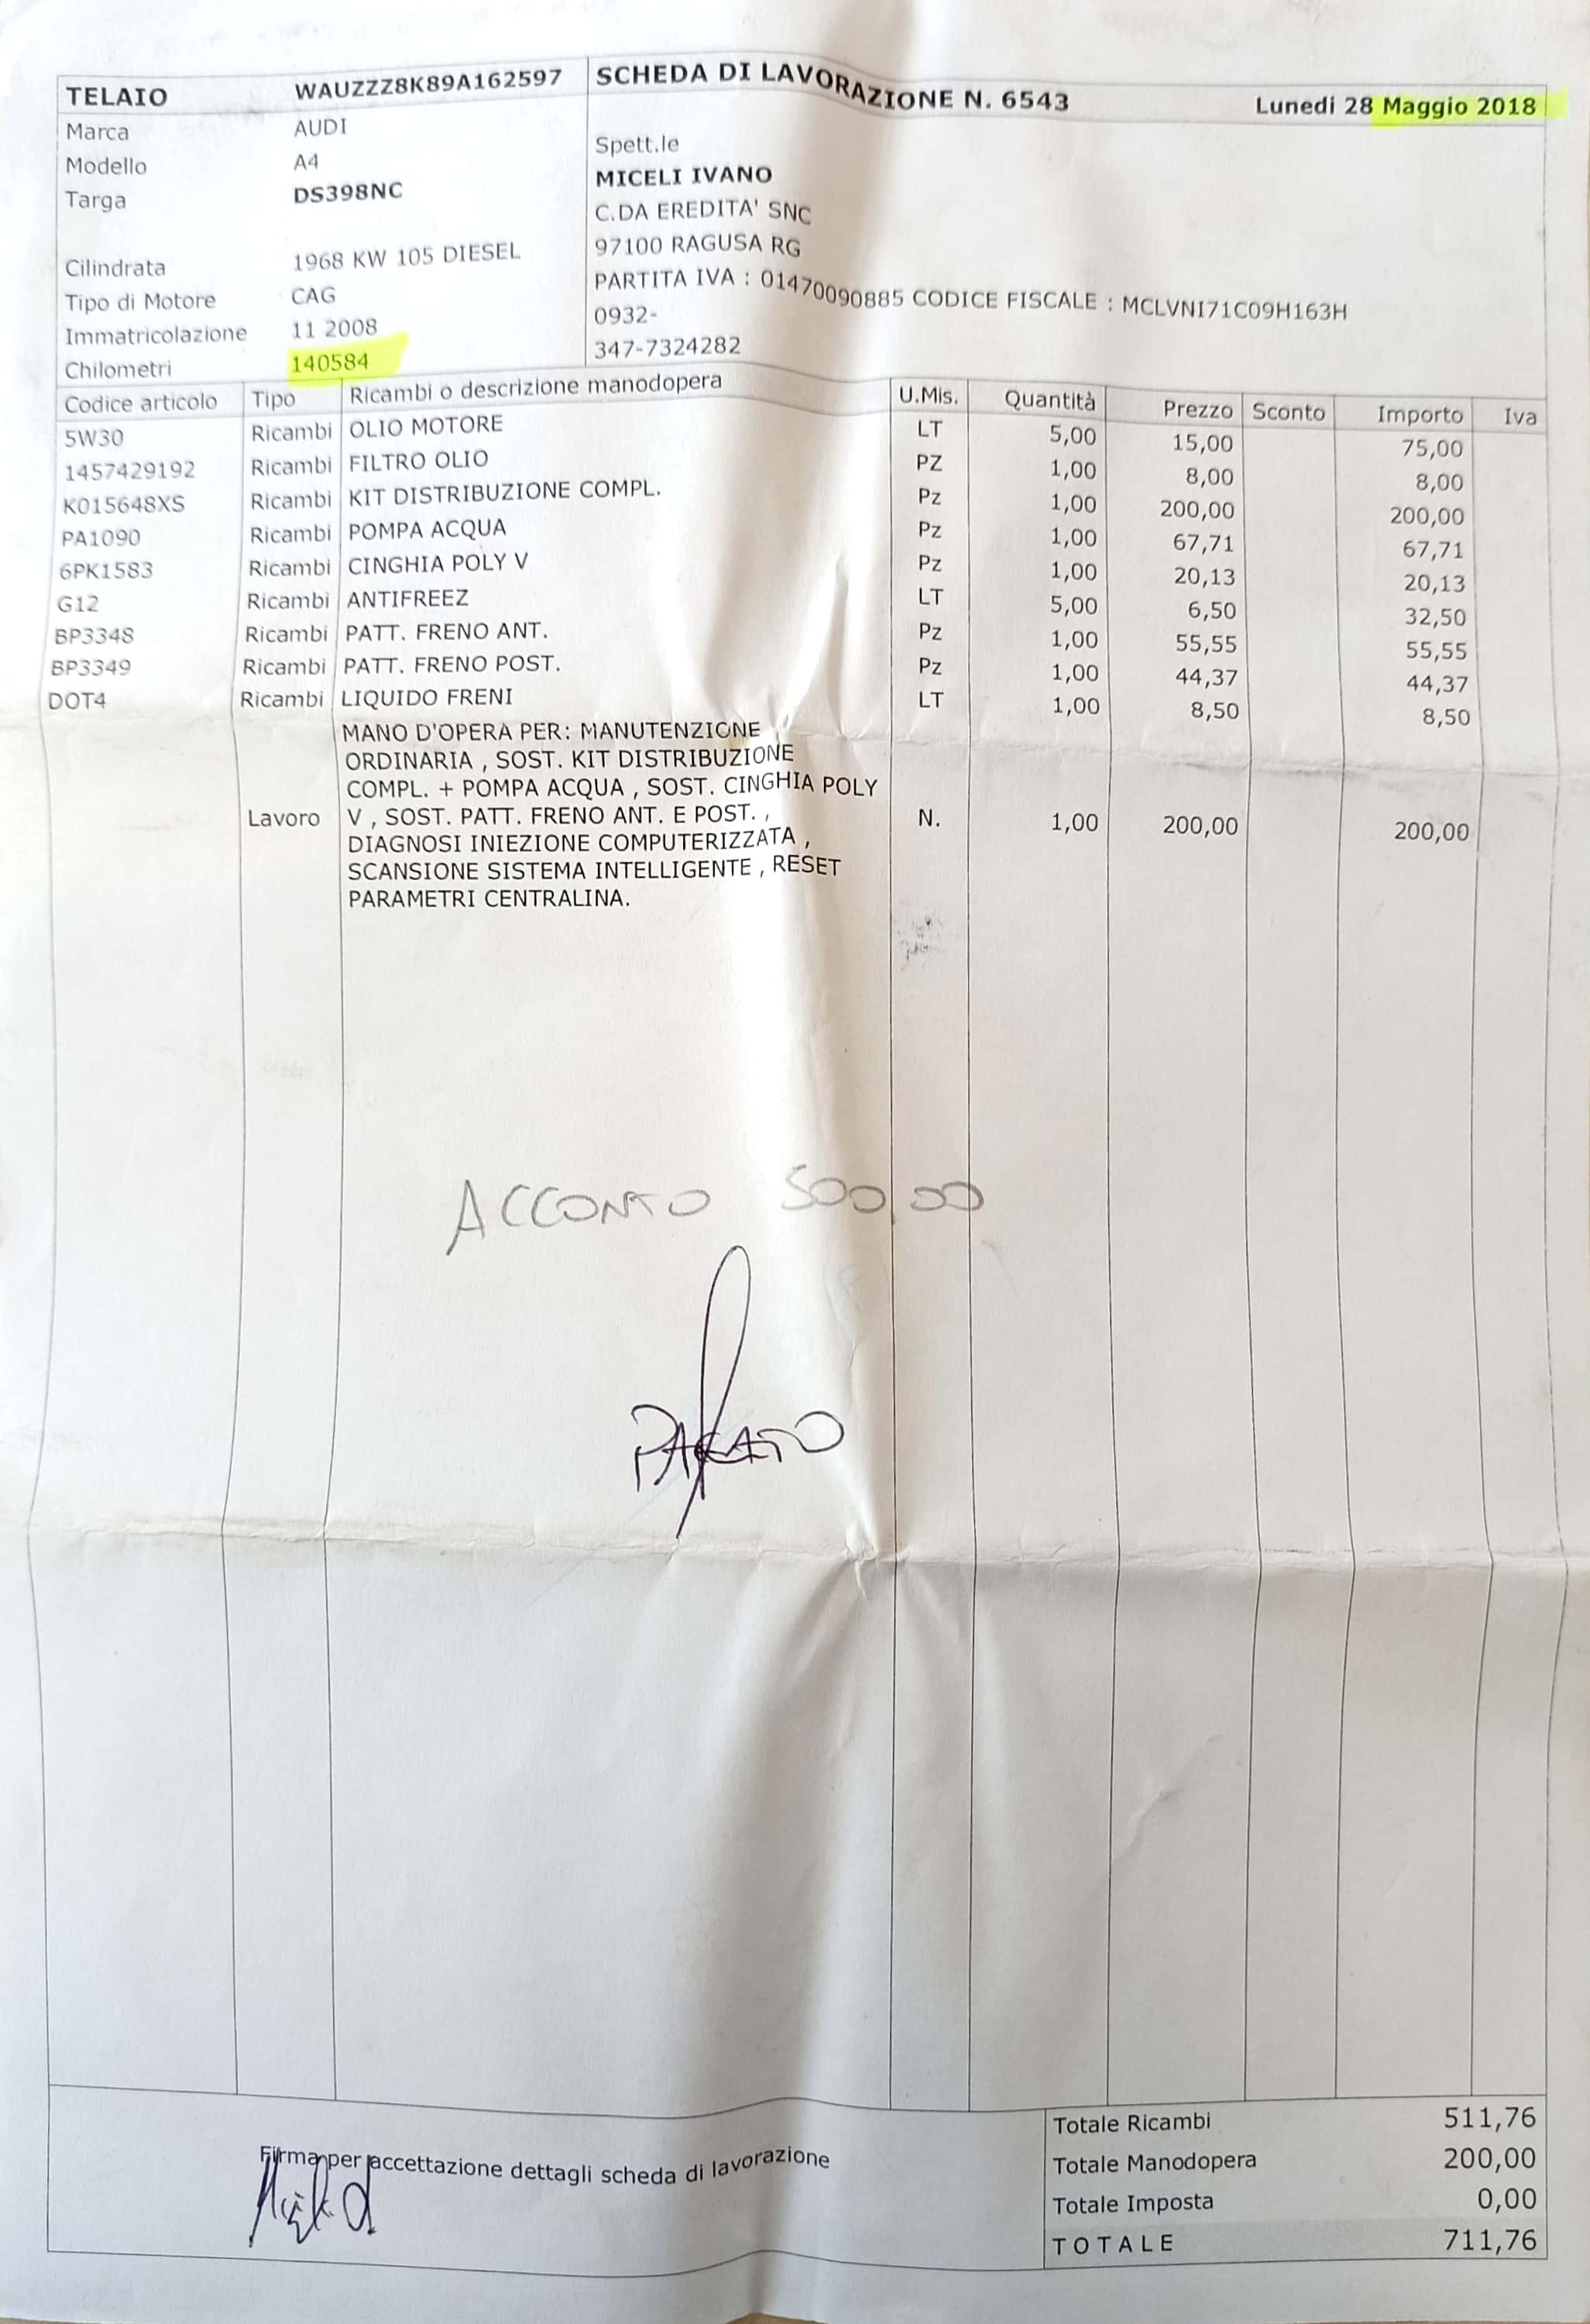 TELAIO WAUZZZ8K89A162597
Marca AUDI
Modello A4
Targa DS398NC
Cilindrata 1968 KW 105 DIESEL
Tipo di Motore CAG
Immatricolazione 11 2008
Chilometri 140584
SCHEDA DI LAVORAZIONE N. 6543 Lunedi 28 Maggio 2018
Spett.le
MICELI IVANO
C.DA EREDITA' SNC
97100 RAGUSA RG
PARTITA IVA : 01470090885 CODICE FISCALE : MCLVNI71C09H163H
0932-
347-7324282
Codice articolo Tipo Ricambi o descrizione manodopera U.Mis. Quantità Prezzo Sconto Importo Iva
5W30 Ricambi OLIO MOTORE LT 5,00 15,00 75,00
1457429192 Ricambi FILTRO OLIO PZ 1,00 8,00 8,00
K015648XS Ricambi KIT DISTRIBUZIONE COMPL. Pz 1,00 200,00 200,00
PA1090 Ricambi POMPA ACQUA Pz 1,00 67,71 67,71
6PK1583 Ricambi CINGHIA POLY V Pz 1,00 20,13 20,13
G12 Ricambi ANTIFREEZ LT 5,00 6,50 32,50
BP3348 Ricambi PATT. FRENO ANT. Pz 1,00 55,55 55,55
BP3349 Ricambi PATT. FRENO POST. Pz 1,00 44,37 44,37
DOT4 Ricambi LIQUIDO FRENI LT 1,00 8,50 8,50
MANO D'OPERA PER: MANUTENZIONE
ORDINARIA , SOST. KIT DISTRIBUZIONE
COMPL. + POMPA ACQUA , SOST. CINGHIA POLY
Lavoro V , SOST. PATT. FRENO ANT. E POST. , N. 1,00 200,00 200,00
DIAGNOSI INIEZIONE COMPUTERIZZATA ,
SCANSIONE SISTEMA INTELLIGENTE , RESET
PARAMETRI CENTRALINA.
ACCONTO 500,00
PAGATO
Firma per accettazione dettagli scheda di lavorazione
Totale Ricambi 511,76
Totale Manodopera 200,00
Totale Imposta 0,00
TOTALE 711,76